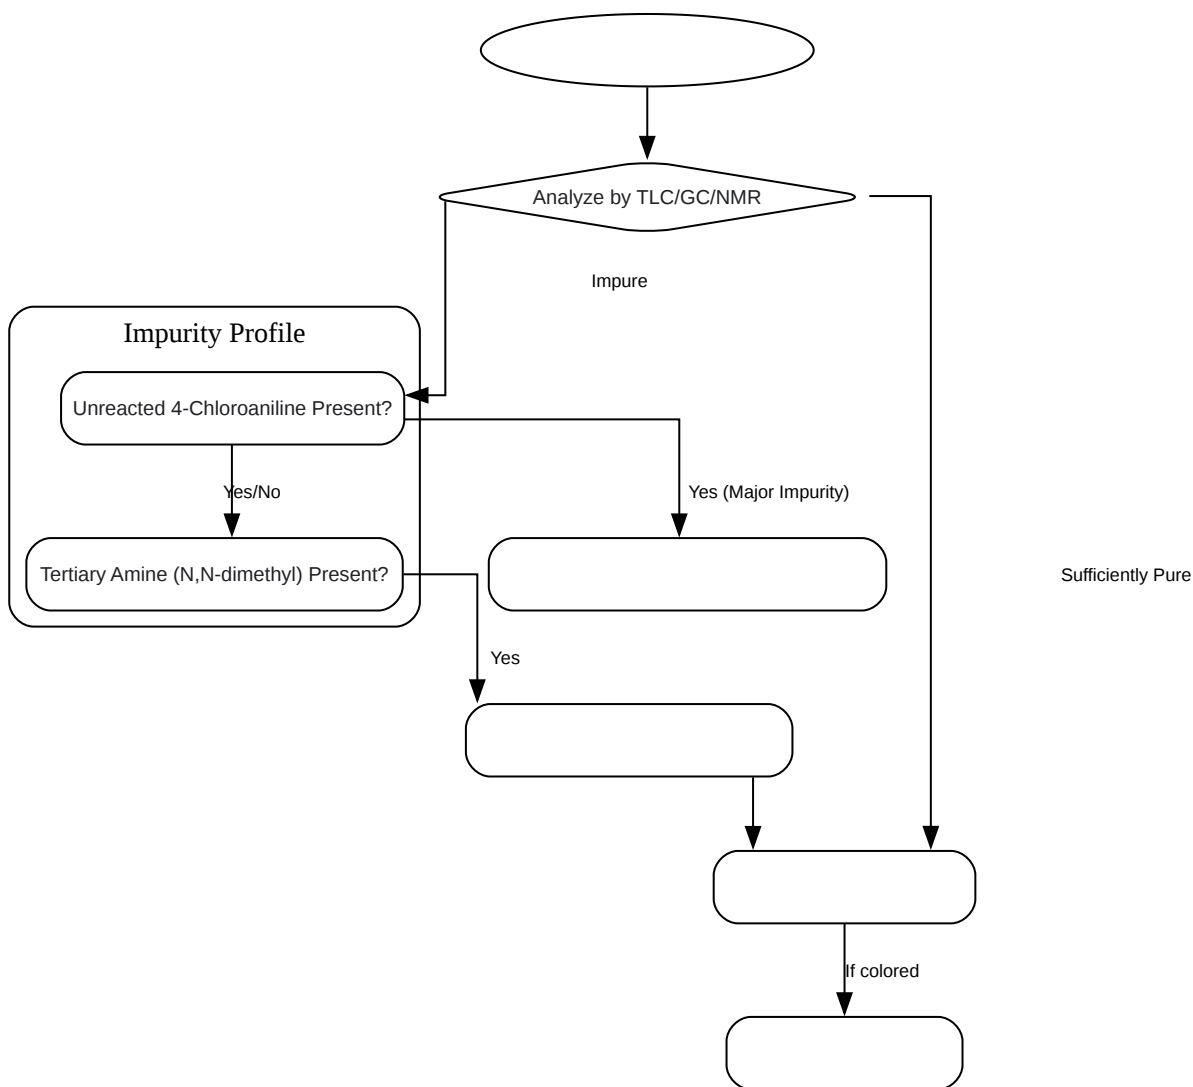 Analyze by TLC/GC/NMR
Impure
Impurity Profile
Unreacted 4-Chloroaniline Present?
Yes/No
Yes (Major Impurity)
Tertiary Amine (N,N-dimethyl) Present?
Sufficiently Pure
Yes
If colored